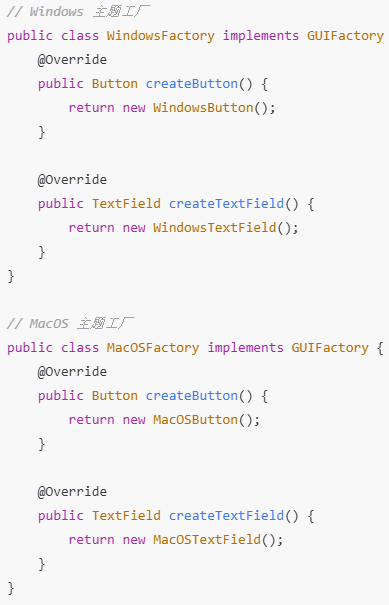 // Windows 主题工厂
public class WindowsFactory implements GUIFactory
    @Override
    public Button createButton() {
        return new WindowsButton();
    }

    @Override
    public TextField createTextField() {
        return new WindowsTextField();
    }
}

// MacOS 主题工厂
public class MacOSFactory implements GUIFactory {
    @Override
    public Button createButton() {
        return new MacOSButton();
    }

    @Override
    public TextField createTextField() {
        return new MacOSTextField();
    }
}